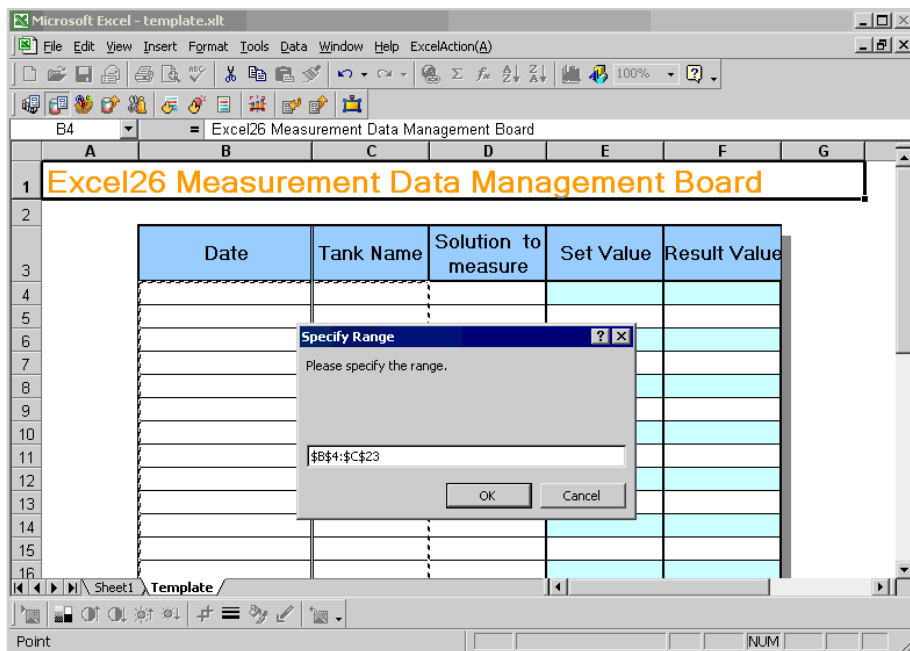 Microsoft Excel - template.xlt
File Edit View Insert Format Tools Data Window Help ExcelAction(A)
100%
B4 = Excel26 Measurement Data Management Board
A B C D E F G
1 Excel26 Measurement Data Management Board
2
3 Date Tank Name Solution to measure Set Value Result Value
4
5
6
7
8
9
10
11
12
13
14
15
16
Specify Range
Please specify the range.
$B$4:$C$23
OK Cancel
Sheet1 Template
Point NUM